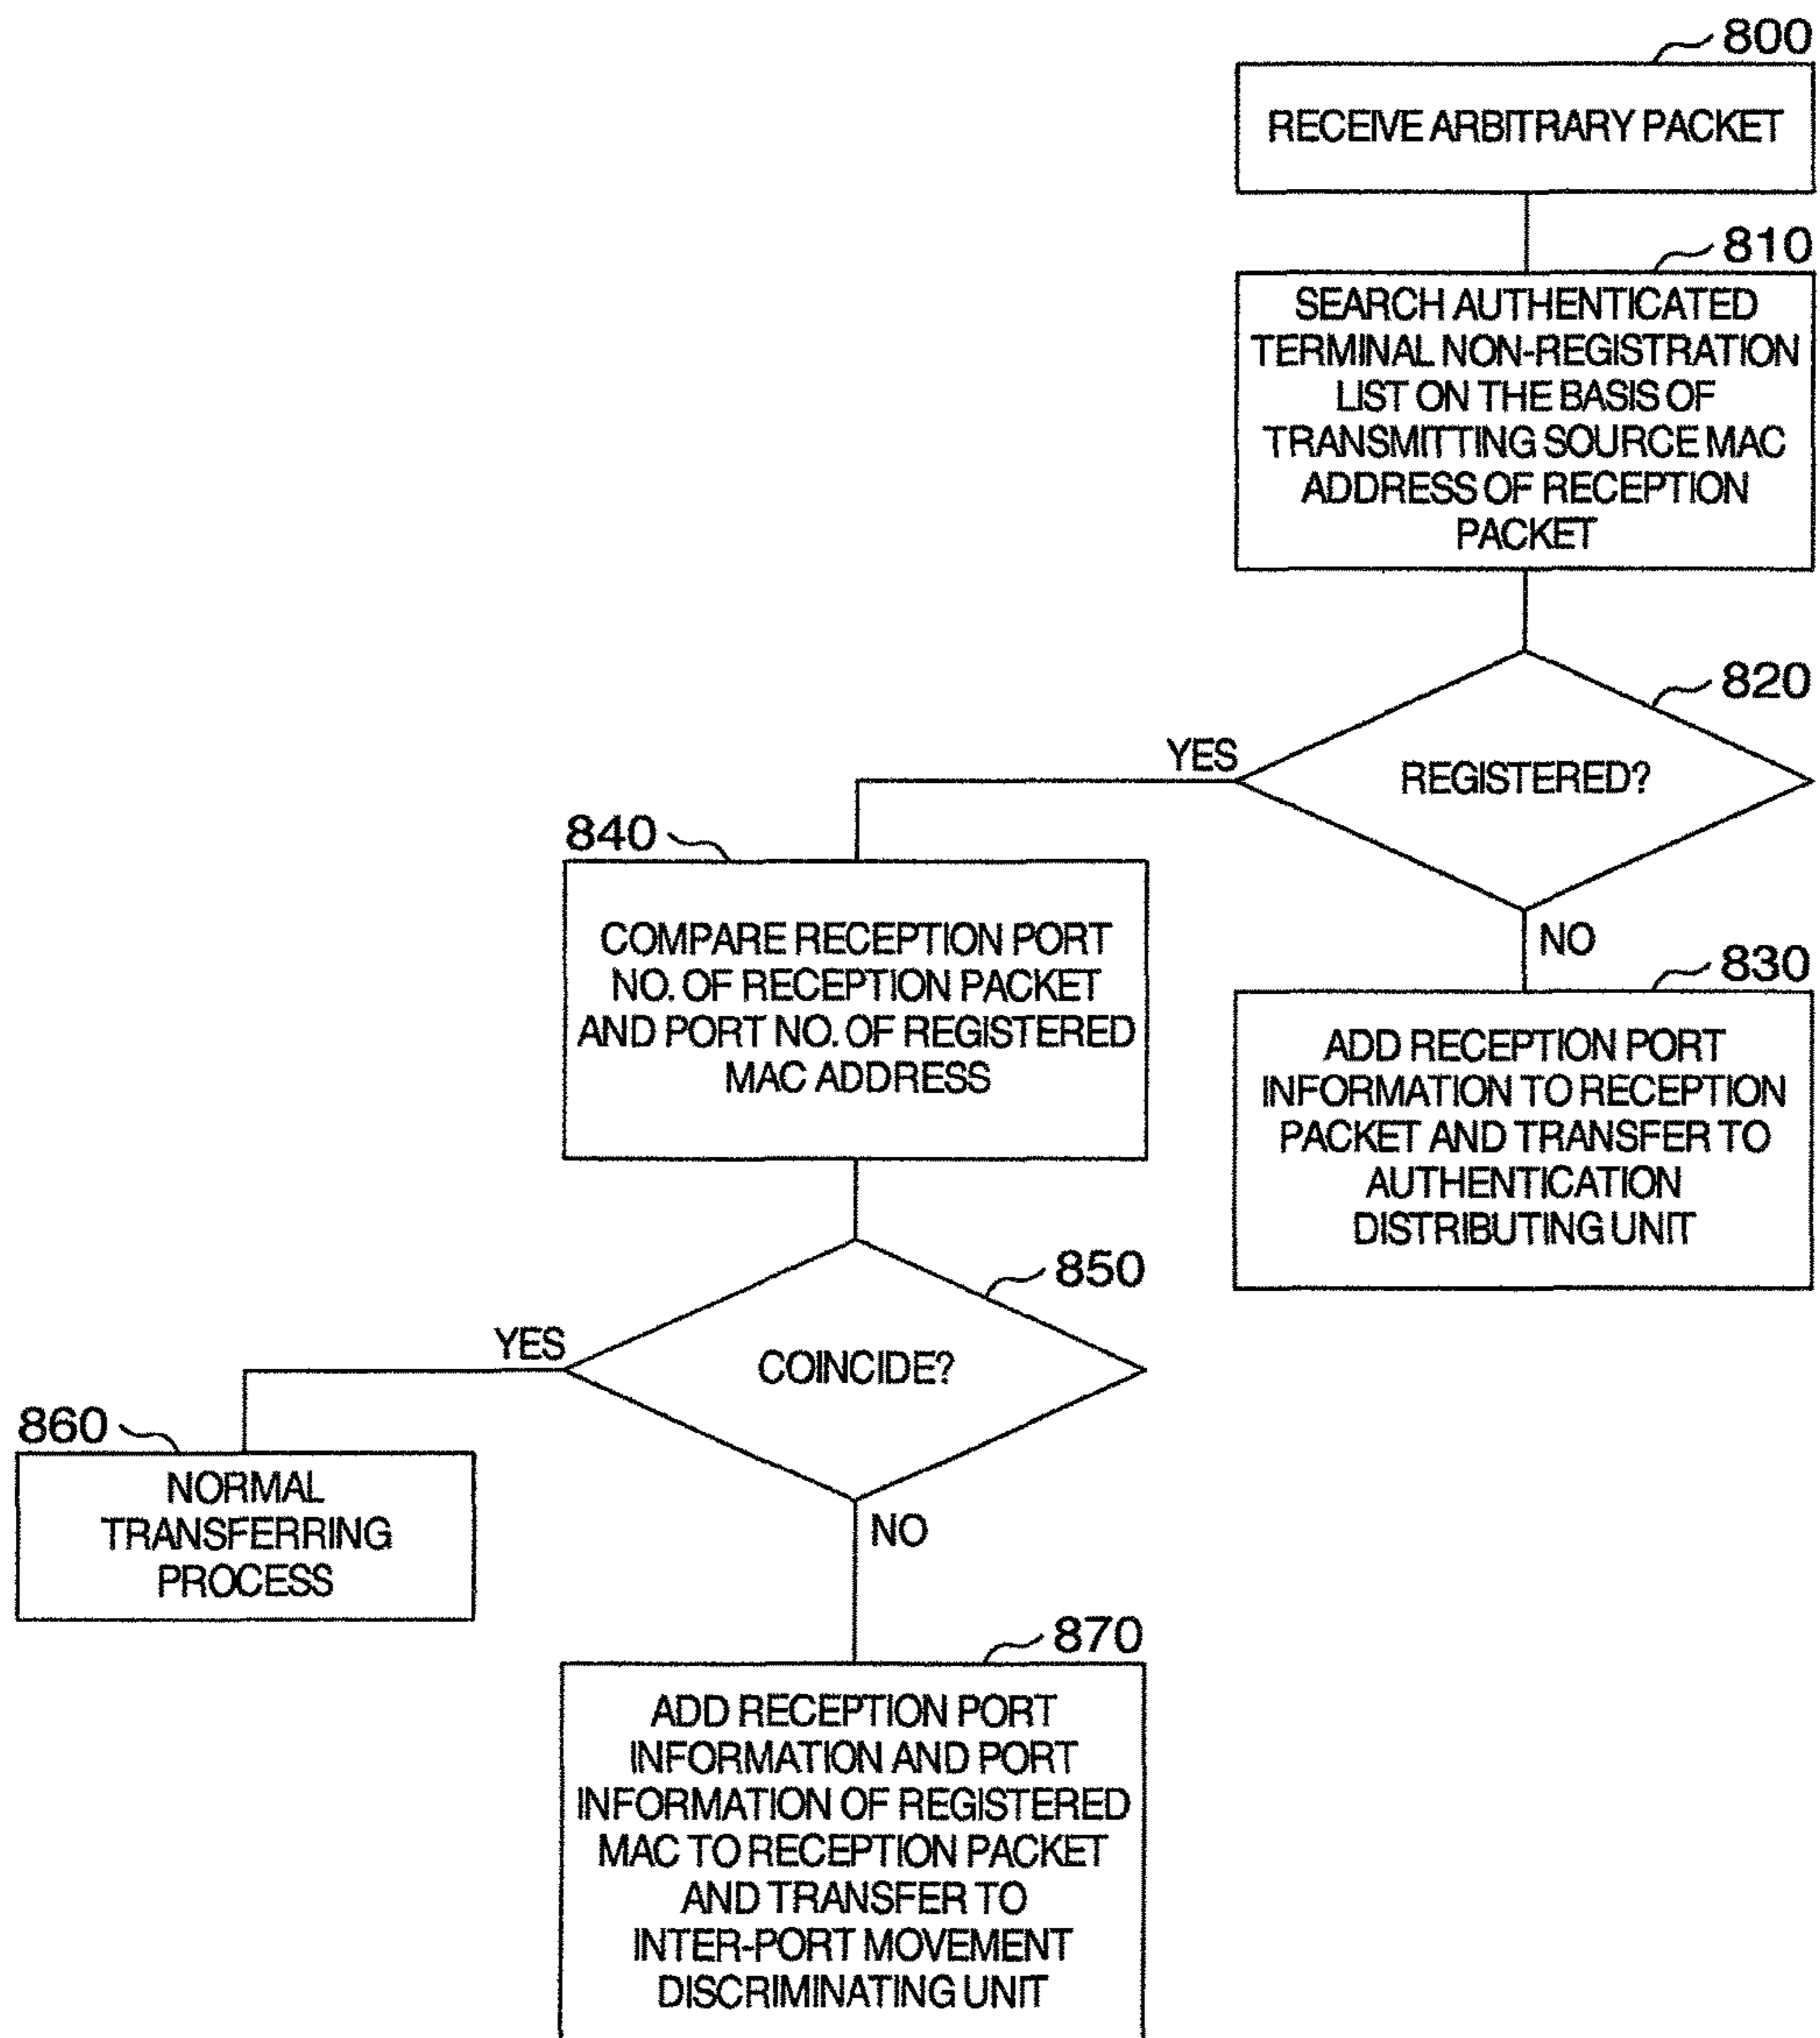 800
RECEIVE ARBITRARY PACKET
810
SEARCH AUTHENTICATED
TERMINAL NON-REGISTRATION
LIST ON THE BASIS OF
TRANSMITTING SOURCE MAC
ADDRESS OF RECEPTION
PACKET
820
REGISTERED?
YES
NO
830
ADD RECEPTION PORT
INFORMATION TO RECEPTION
PACKET AND TRANSFER TO
AUTHENTICATION
DISTRIBUTING UNIT
840
COMPARE RECEPTION PORT
NO. OF RECEPTION PACKET
AND PORT NO. OF REGISTERED
MAC ADDRESS
850
COINCIDE?
YES
NO
860
NORMAL
TRANSFERRING
PROCESS
870
ADD RECEPTION PORT
INFORMATION AND PORT
INFORMATION OF REGISTERED
MAC TO RECEPTION PACKET
AND TRANSFER TO
INTER-PORT MOVEMENT
DISCRIMINATING UNIT